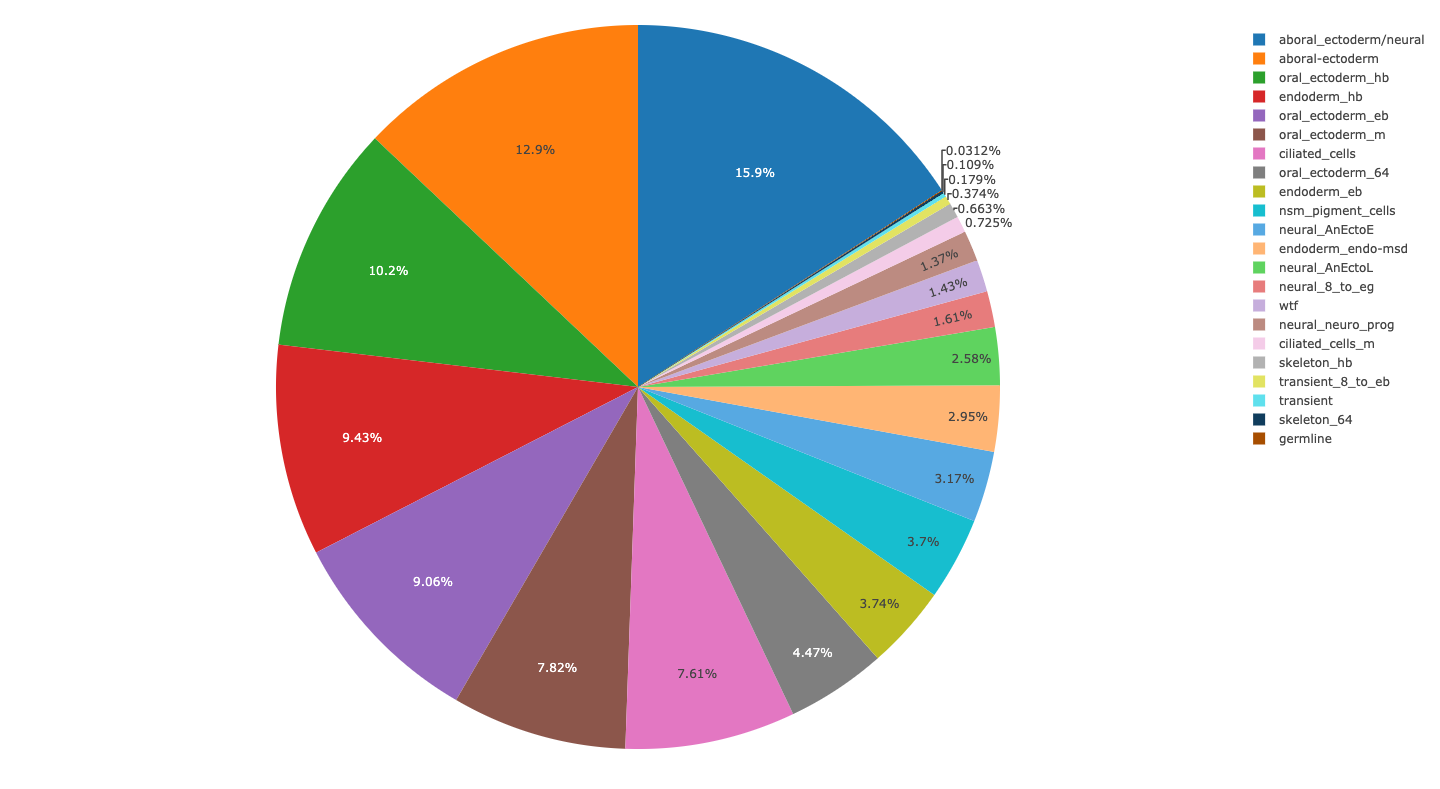 12.9%
15.9%
10.2%
9.43%
9.06%
7.82%
7.61%
4.47%
3.74%
3.7%
3.17%
2.95%
2.58%
1.61%
1.43%
1.37%
0.725%
0.663%
0.374%
0.179%
0.109%
0.0312%
aboral_ectoderm/neural
aboral-ectoderm
oral_ectoderm_hb
endoderm_hb
oral_ectoderm_eb
oral_ectoderm_m
ciliated_cells
oral_ectoderm_64
endoderm_eb
nsm_pigment_cells
neural_AnEctoE
endoderm_endo-msd
neural_AnEctoL
neural_8_to_eg
wtf
neural_neuro_prog
ciliated_cells_m
skeleton_hb
transient_8_to_eb
transient
skeleton_64
germline